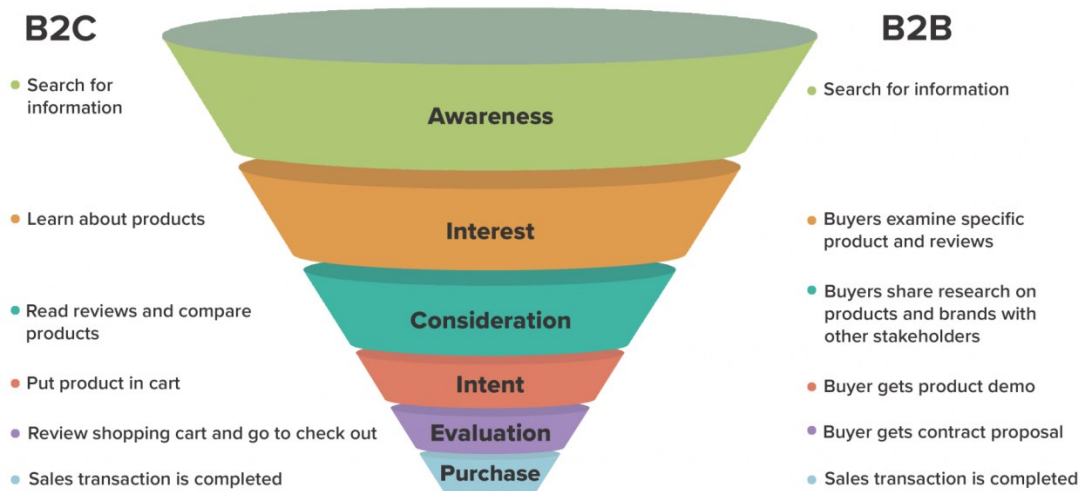 B2C
B2B
Search for
information
Awareness
Search for information
Learn about products
Interest
Buyers examine specific
product and reviews
Read reviews and compare
products
Consideration
Buyers share research on
products and brands with
other stakeholders
Put product in cart
Intent
Buyer gets product demo
Review shopping cart and go to check out
Evaluation
Buyer gets contract proposal
Sales transaction is completed
Purchase
Sales transaction is completed